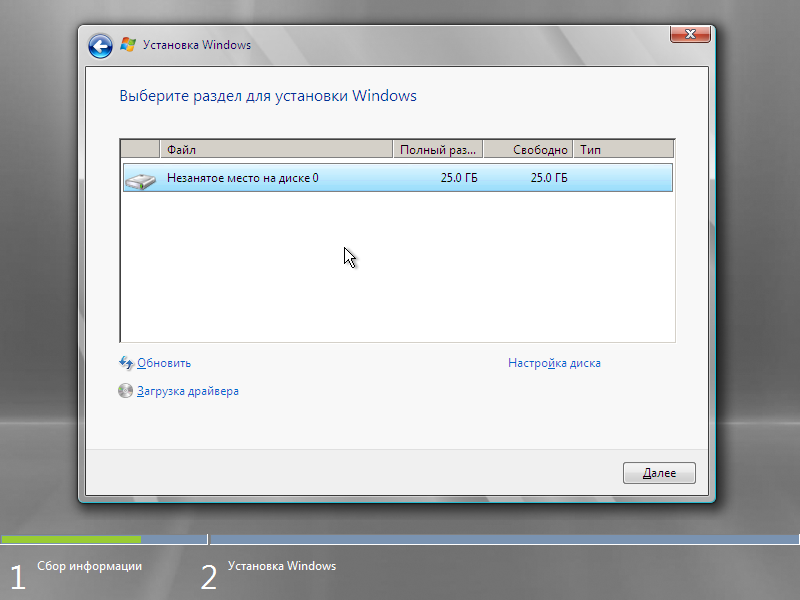 Установка Windows
Выберите раздел для установки Windows
Файл Полный раз... Свободно Тип
Незанятое место на диске 0 25.0 ГБ 25.0 ГБ
Обновить Настройка диска
Загрузка драйвера
Далее
1 Сбор информации 2 Установка Windows